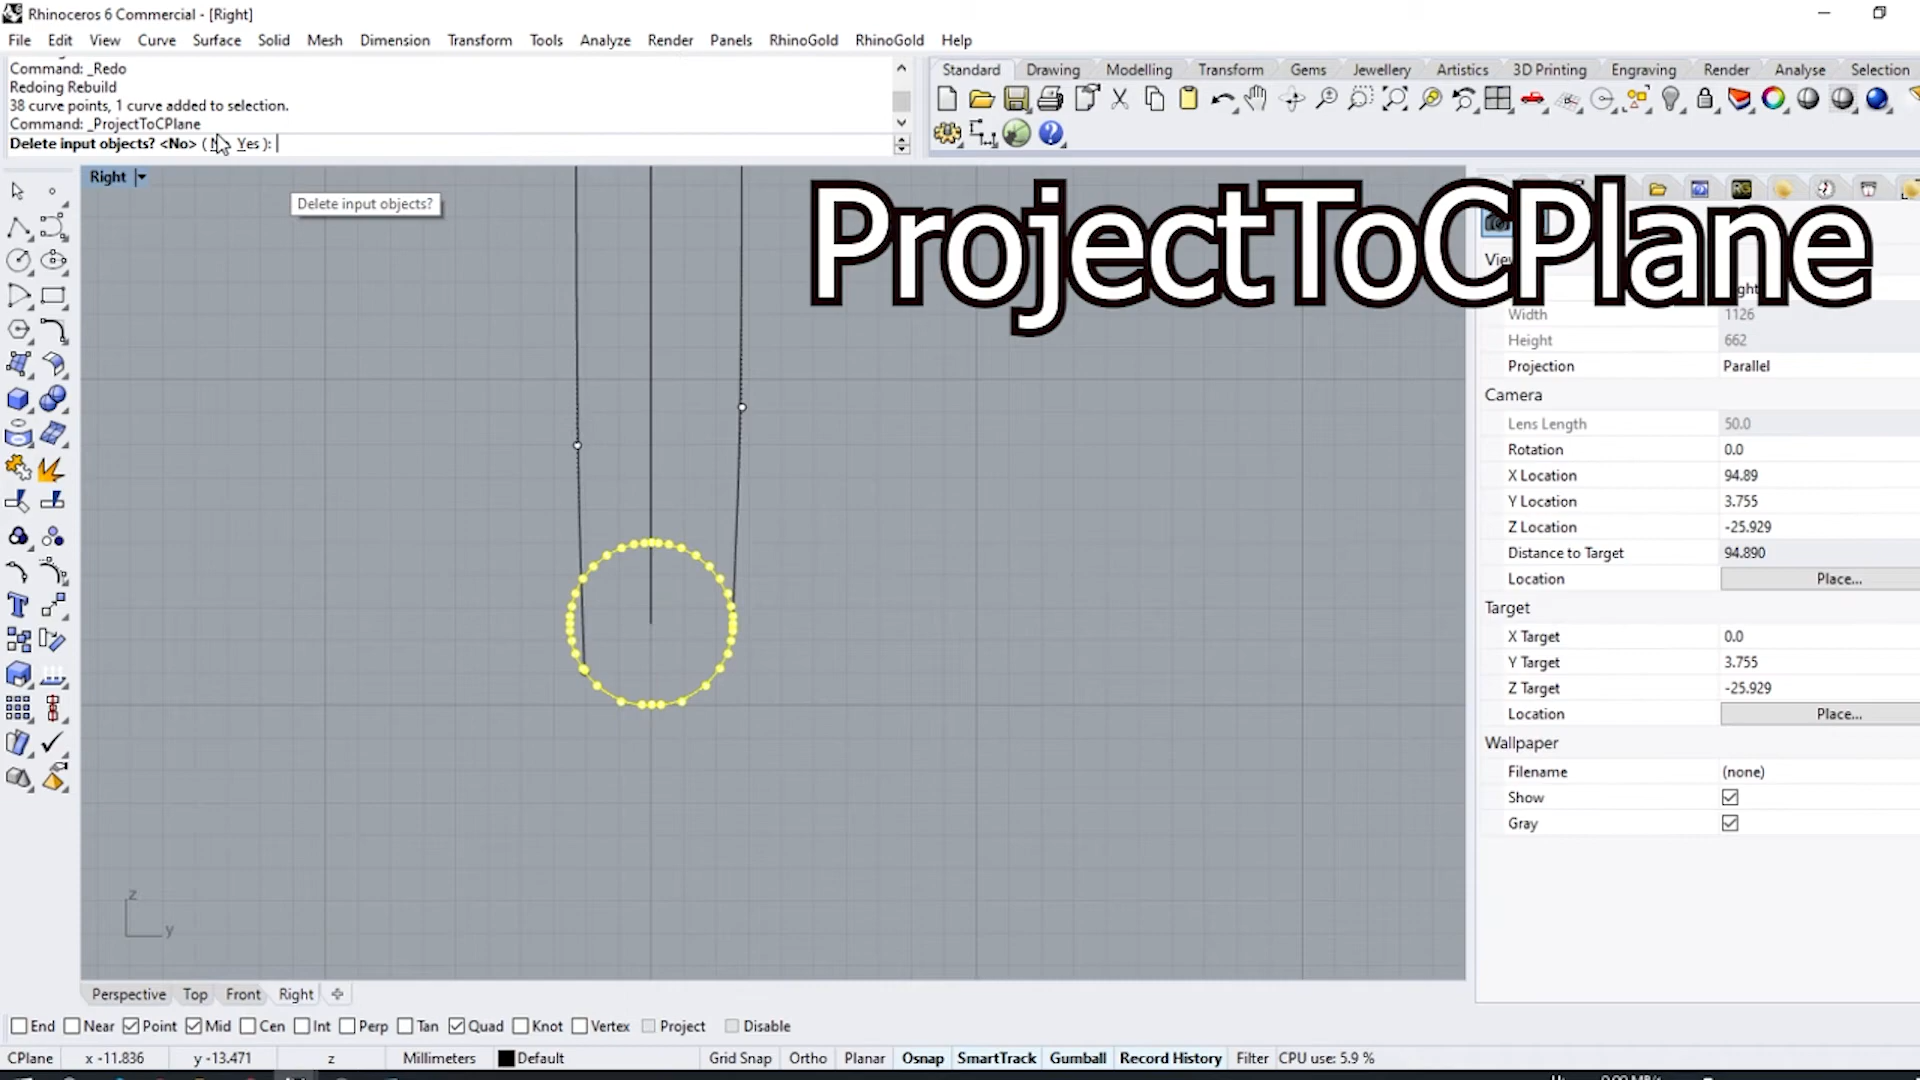 Rhinoceros 6 Commercial - [Right]
File Edit View Curve Surface Solid Mesh Dimension Transform Tools Analyze Render Panels RhinoGold RhinoGold Help
Command: _Redo
Redoing Rebuild
38 curve points, 1 curve added to selection.
Command: _ProjectToCPlane
Delete input objects? <No> ( Yes ):
Standard Drawing Modelling Transform Gems Jewellery Artistics 3D Printing Engraving Render Analyse Selection
Right
Delete input objects?
ProjectToCPlane
Width 1126
Height 662
Projection Parallel
Camera
Lens Length 50.0
Rotation 0.0
X Location 94.89
Y Location 3.755
Z Location -25.929
Distance to Target 94.890
Location Place...
Target
X Target 0.0
Y Target 3.755
Z Target -25.929
Location Place...
Wallpaper
Filename (none)
Show
Gray
z
y
Perspective Top Front Right
End Near Point Mid Cen Int Perp Tan Quad Knot Vertex Project Disable
CPlane x -11.836 y -13.471 z Millimeters Default Grid Snap Ortho Planar Osnap SmartTrack Gumball Record History Filter CPU use: 5.9 %